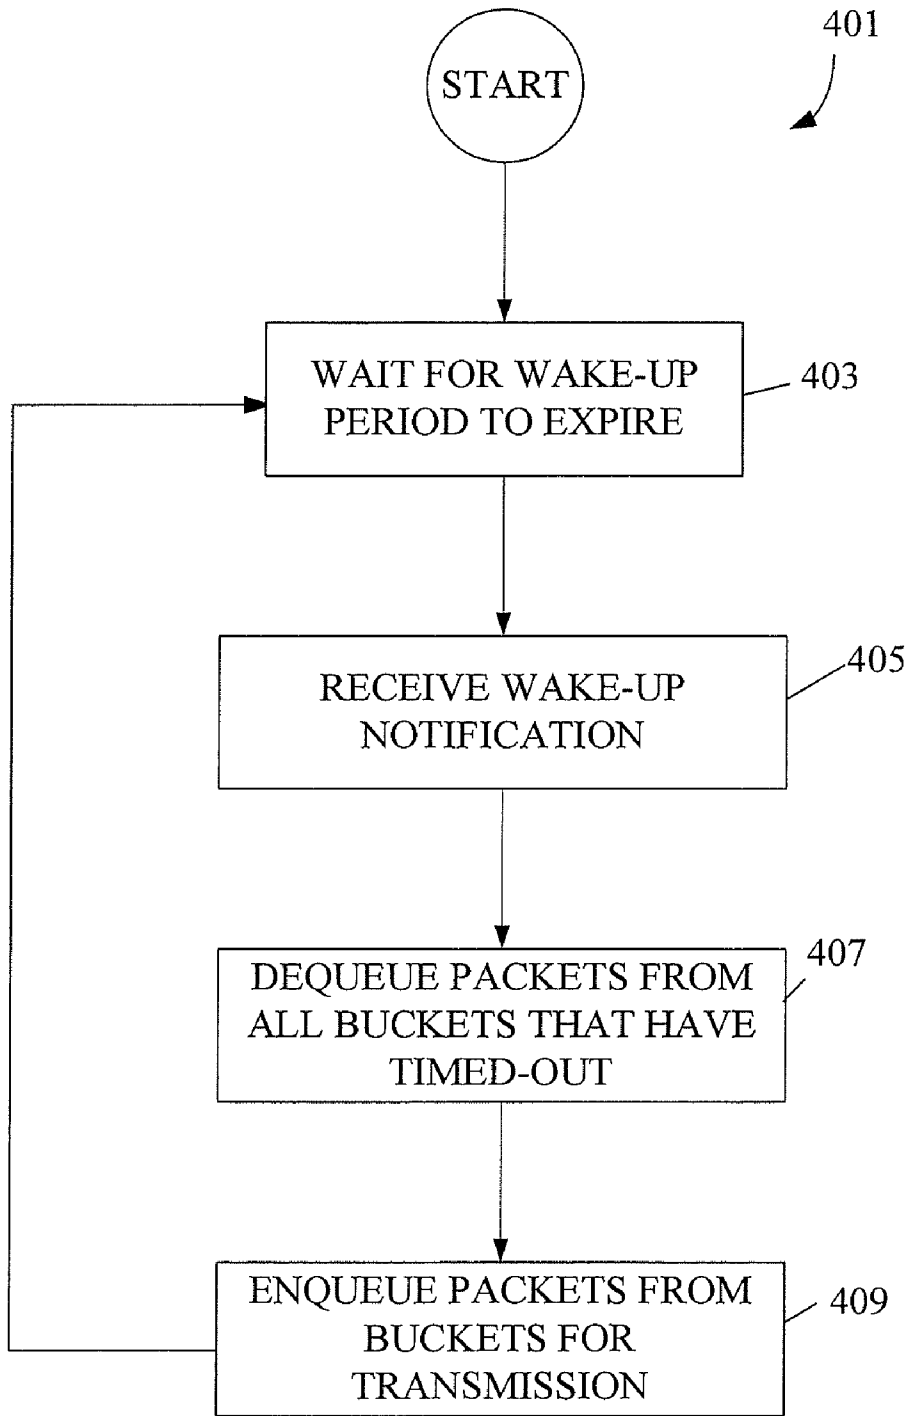 401
START
WAIT FOR WAKE-UP
PERIOD TO EXPIRE
403
RECEIVE WAKE-UP
NOTIFICATION
405
DEQUEUE PACKETS FROM
ALL BUCKETS THAT HAVE
TIMED-OUT
407
ENQUEUE PACKETS FROM
BUCKETS FOR
TRANSMISSION
409